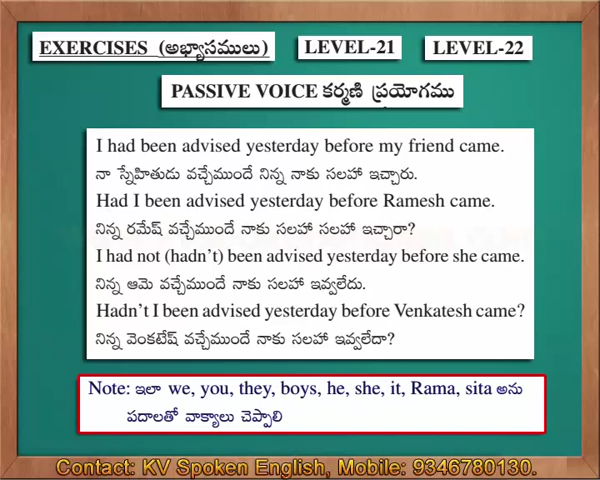 EXERCISES (అభ్యాసములు) LEVEL-21 LEVEL-22
PASSIVE VOICE కర్మణి ప్రయోగము
I had been advised yesterday before my friend came.
నా స్నేహితుడు వచ్చేముందే నిన్న నాకు సలహా ఇచ్చారు.
Had I been advised yesterday before Ramesh came.
నిన్న రమేష్ వచ్చేముందే నాకు సలహా సలహా ఇచ్చారా?
I had not (hadn't) been advised yesterday before she came.
నిన్న ఆమె వచ్చేముందే నాకు సలహా ఇవ్వలేదు.
Hadn't I been advised yesterday before Venkatesh came?
నిన్న వెంకటేష్ వచ్చేముందే నాకు సలహా ఇవ్వలేదా?
Note: ఇలా we, you, they, boys, he, she, it, Rama, sita అను
పదాలతో వాక్యాలు చెప్పాలి
Contact: KV Spoken English, Mobile: 9346780130.